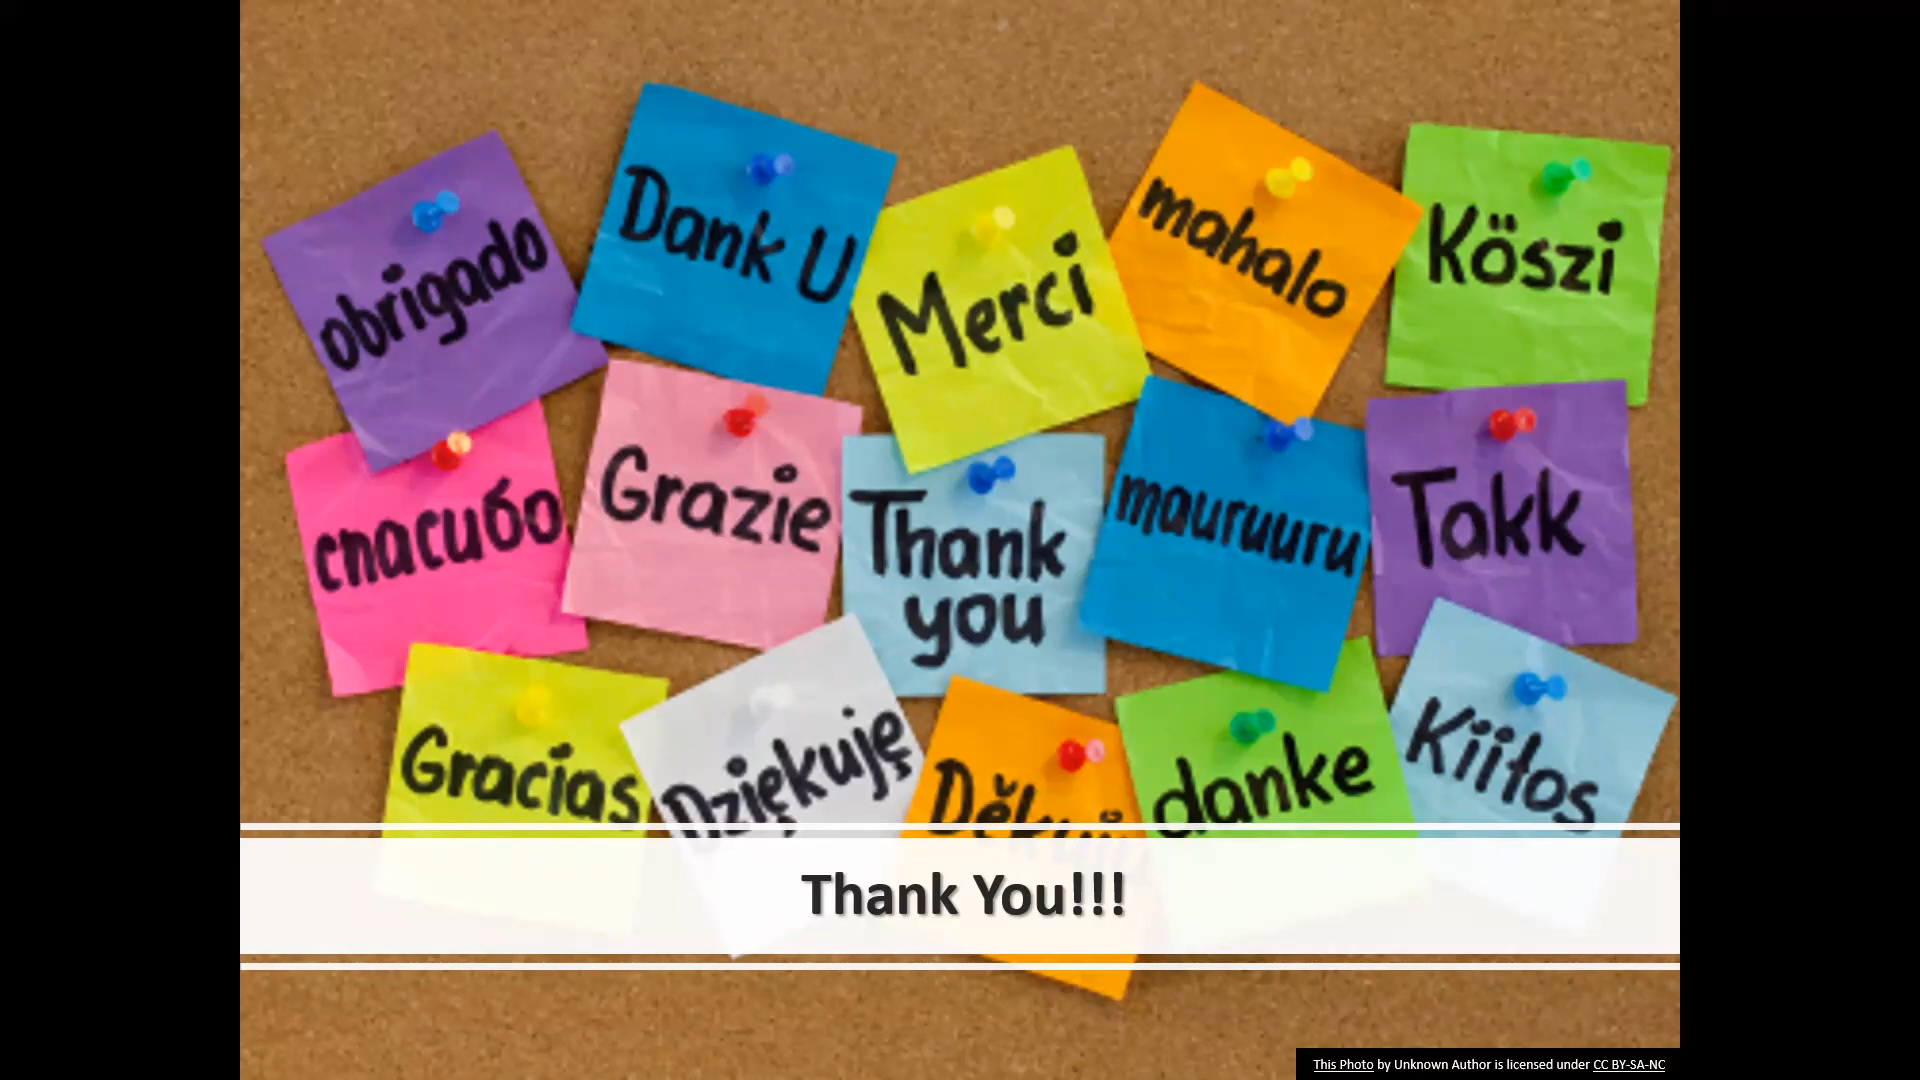 obrigado
Dank U
Merci
mahalo
Köszi
спасибо
Grazie
Thank
you
mauruuru
Takk
Gracias
Dziękuję
danke
Kiitos
Thank You!!!
This Photo by Unknown Author is licensed under CC BY-SA-NC